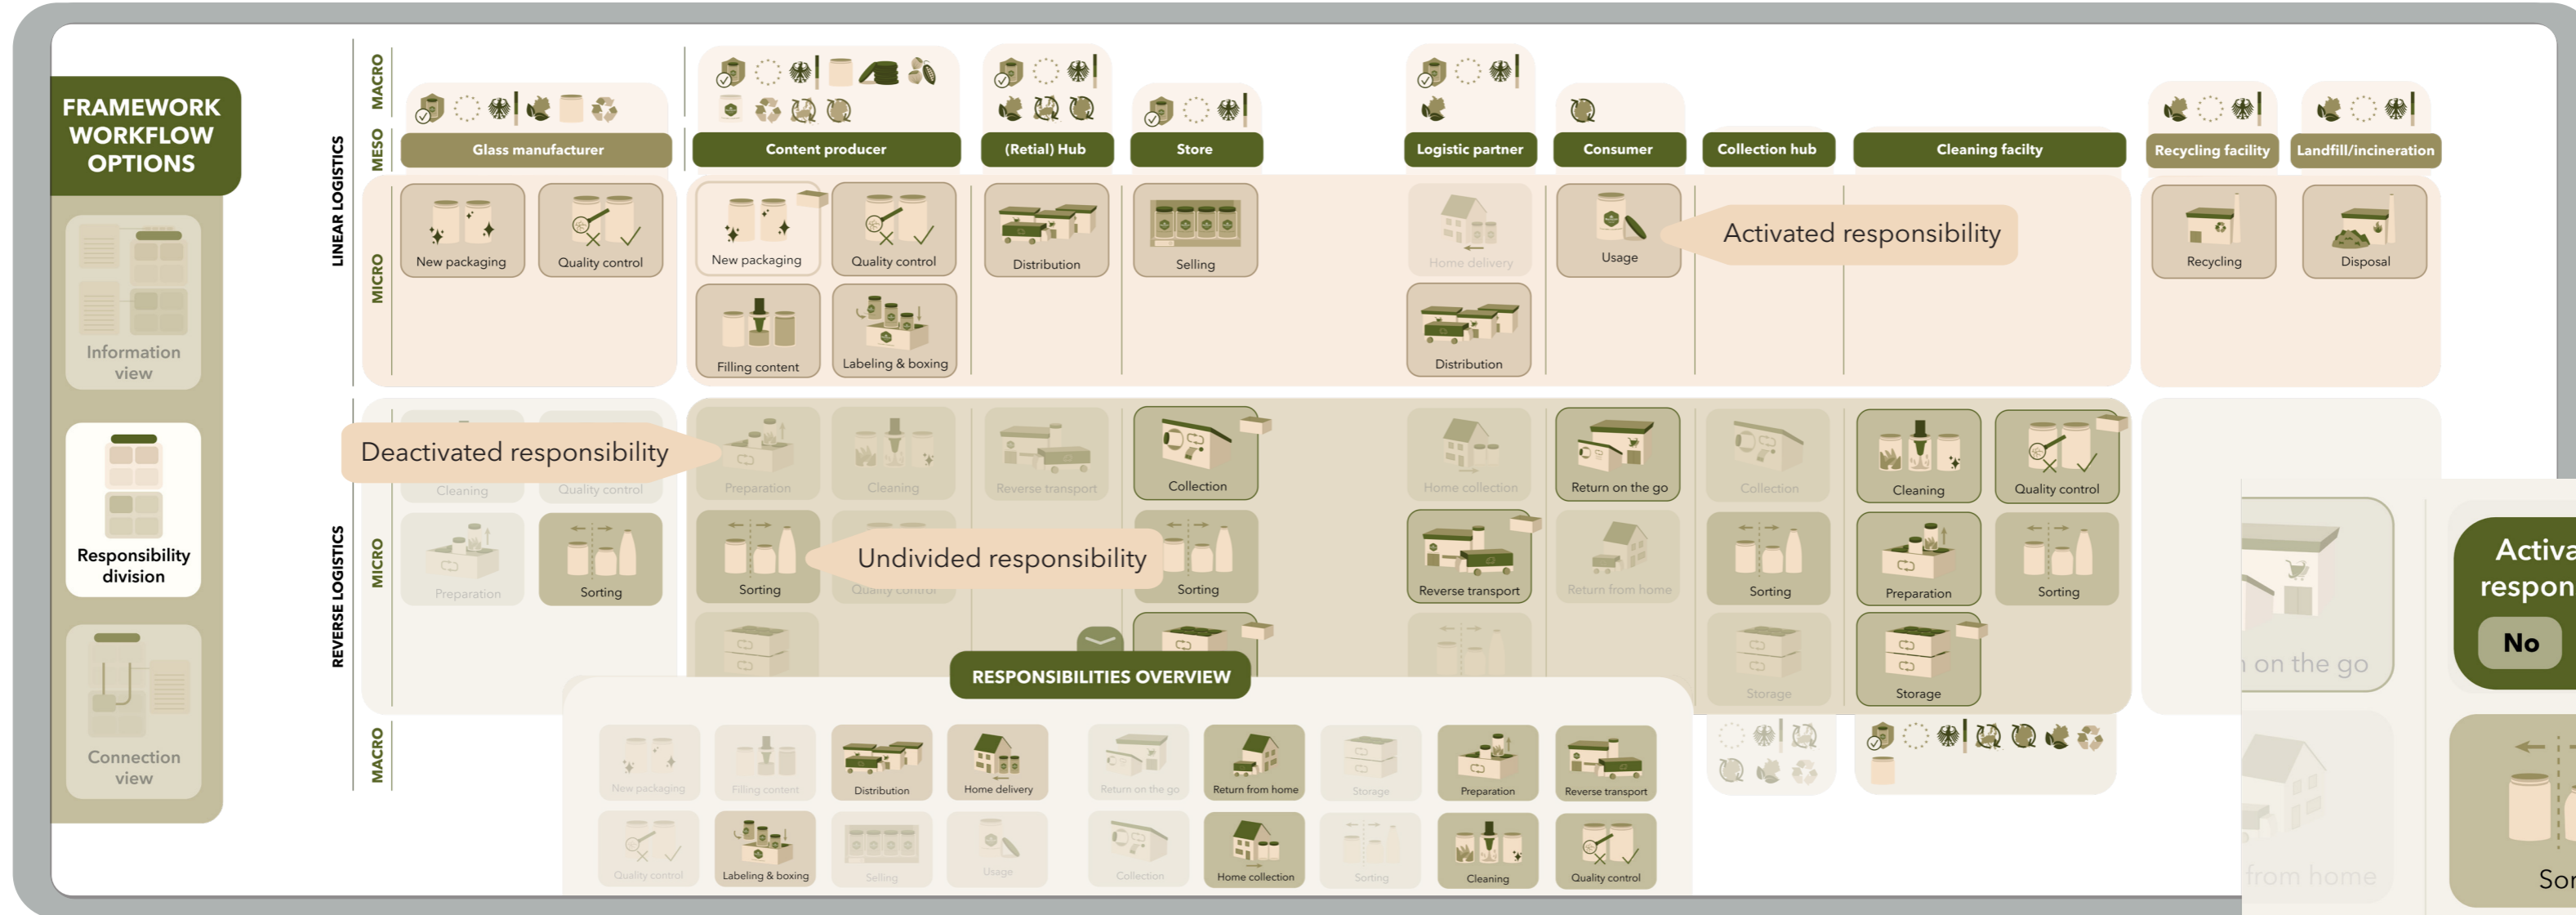 FRAMEWORK
WORKFLOW
OPTIONS
Information
view
Responsibility
division
Connection
view
LINEAR LOGISTICS
MACRO
MESO
MICRO
Glass manufacturer
Content producer
(Retial) Hub
Store
Logistic partner
Consumer
Collection hub
Cleaning facilty
Recycling facility
Landfill/incineration
New packaging
Quality control
New packaging
Quality control
Distribution
Selling
Home delivery
Usage
Activated responsibility
Recycling
Disposal
Filling content
Labeling & boxing
Distribution
REVERSE LOGISTICS
MICRO
MACRO
Deactivated responsibility
Cleaning
Quality control
Preparation
Cleaning
Reverse transport
Collection
Home collection
Return on the go
Collection
Cleaning
Quality control
Preparation
Sorting
Sorting
Quality control
Undivided responsibility
Sorting
Reverse transport
Return from home
Sorting
Preparation
Sorting
Storage
Storage
RESPONSIBILITIES OVERVIEW
New packaging
Filling content
Distribution
Home delivery
Return on the go
Return from home
Storage
Preparation
Reverse transport
Quality control
Labeling & boxing
Selling
Usage
Collection
Home collection
Sorting
Cleaning
Quality control
Activa
respon
No
on the go
from home
Sor